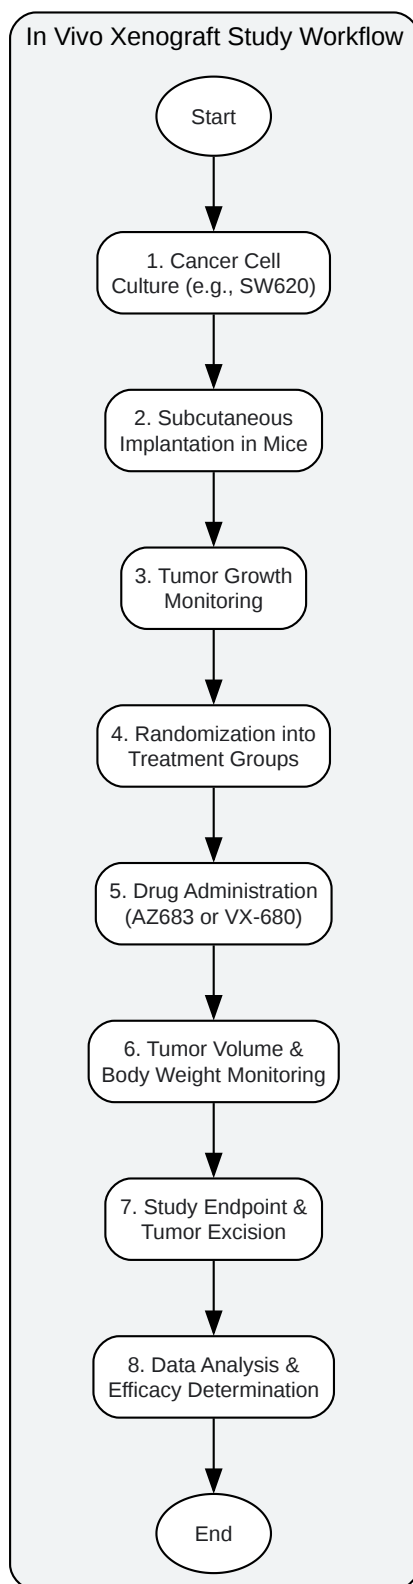 In Vivo Xenograft Study Workflow
Start
1. Cancer Cell
Culture (e.g., SW620)
2. Subcutaneous
Implantation in Mice
3. Tumor Growth
Monitoring
4. Randomization into
Treatment Groups
5. Drug Administration
(AZ683 or VX-680)
6. Tumor Volume &
Body Weight Monitoring
7. Study Endpoint &
Tumor Excision
8. Data Analysis &
Efficacy Determination
End